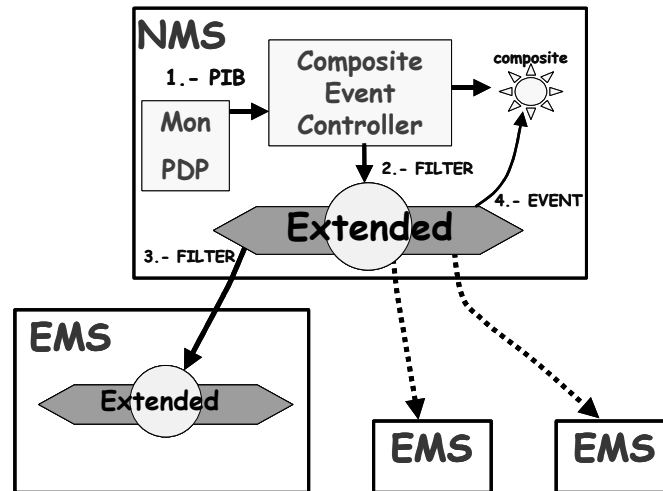 NMS
1.- PIB
Composite
Event
Controller
composite
Mon
PDP
2.- FILTER
4.- EVENT
Extended
3.- FILTER
EMS
Extended
EMS
EMS